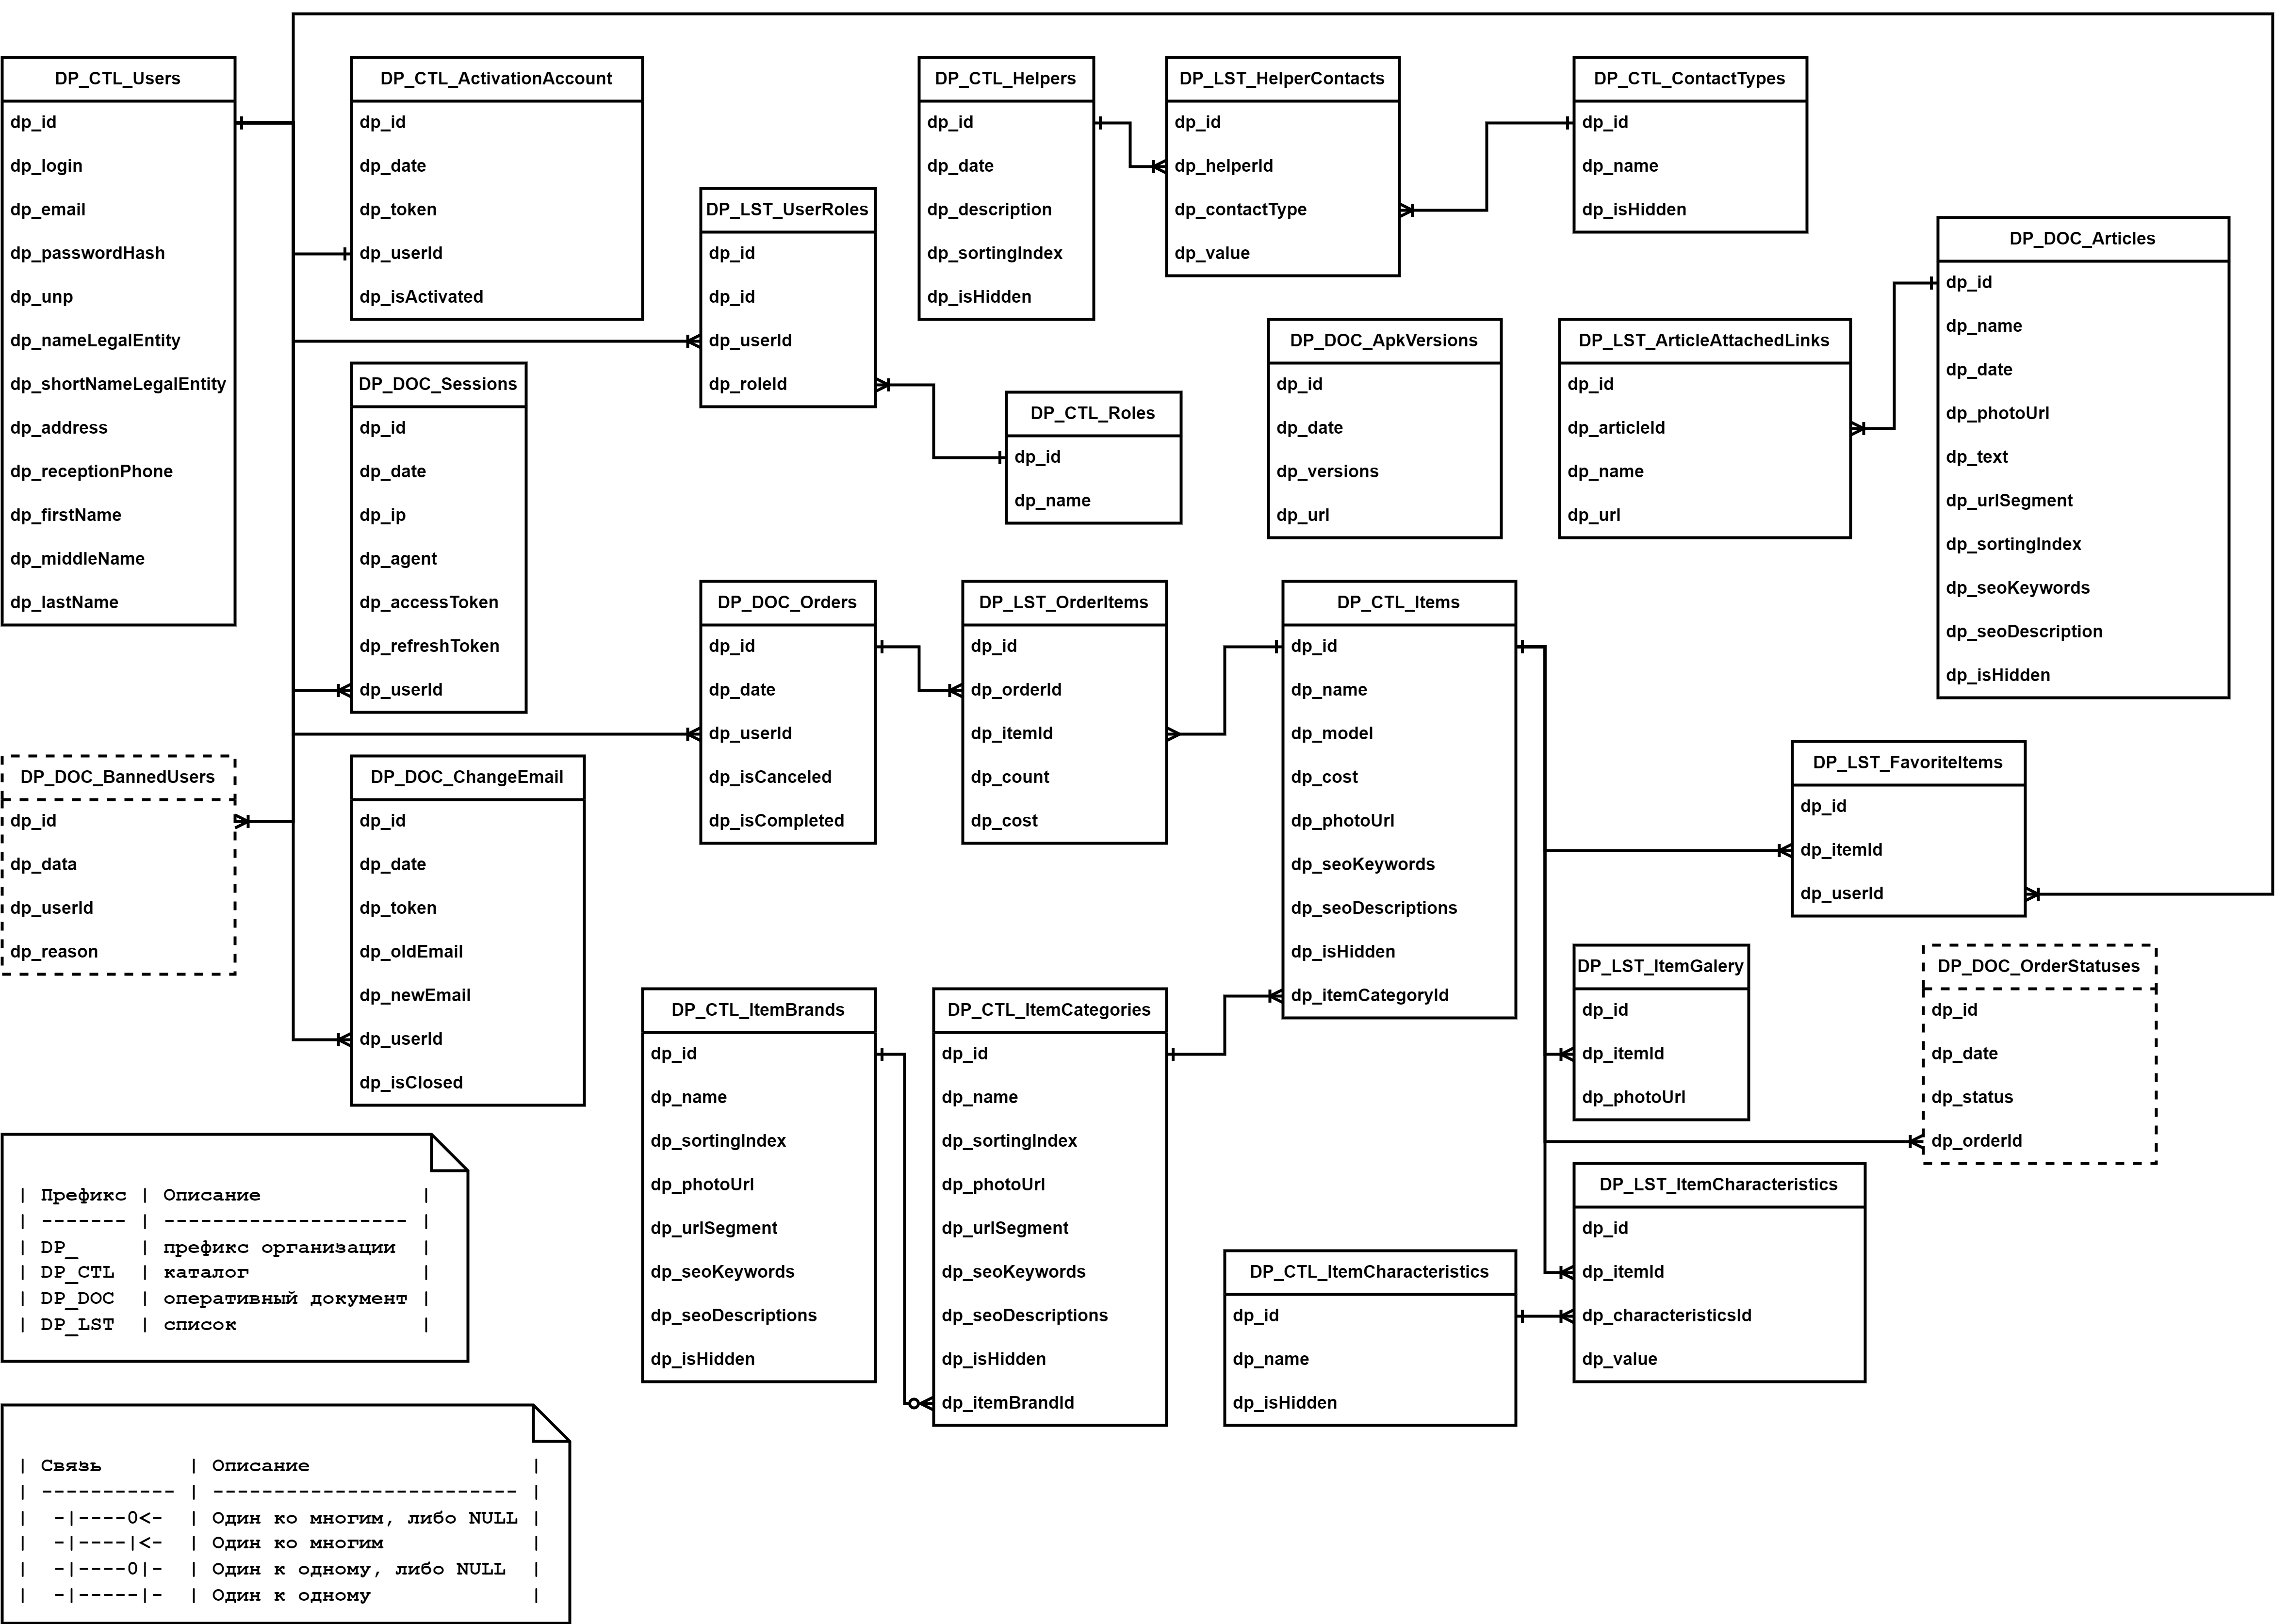 DP_CTL_Users
dp_id
dp_login
dp_email
dp_passwordHash
dp_unp
dp_nameLegalEntity
dp_shortNameLegalEntity
dp_address
dp_receptionPhone
dp_firstName
dp_middleName
dp_lastName
DP_CTL_ActivationAccount
dp_id
dp_date
dp_token
dp_userId
dp_isActivated
DP_LST_UserRoles
dp_id
dp_id
dp_userId
dp_roleId
DP_CTL_Helpers
dp_id
dp_date
dp_description
dp_sortingIndex
dp_isHidden
DP_LST_HelperContacts
dp_id
dp_helperId
dp_contactType
dp_value
DP_CTL_ContactTypes
dp_id
dp_name
dp_isHidden
DP_DOC_Articles
dp_id
dp_name
dp_date
dp_photoUrl
dp_text
dp_urlSegment
dp_sortingIndex
dp_seoKeywords
dp_seoDescription
dp_isHidden
DP_DOC_Sessions
dp_id
dp_date
dp_ip
dp_agent
dp_accessToken
dp_refreshToken
dp_userId
DP_CTL_Roles
dp_id
dp_name
DP_DOC_ApkVersions
dp_id
dp_date
dp_versions
dp_url
DP_LST_ArticleAttachedLinks
dp_id
dp_articleId
dp_name
dp_url
DP_DOC_Orders
dp_id
dp_date
dp_userId
dp_isCanceled
dp_isCompleted
DP_LST_OrderItems
dp_id
dp_orderId
dp_itemId
dp_count
dp_cost
DP_CTL_Items
dp_id
dp_name
dp_model
dp_cost
dp_photoUrl
dp_seoKeywords
dp_seoDescriptions
dp_isHidden
dp_itemCategoryId
DP_LST_FavoriteItems
dp_id
dp_itemId
dp_userId
DP_DOC_BannedUsers
dp_id
dp_data
dp_userId
dp_reason
DP_DOC_ChangeEmail
dp_id
dp_date
dp_token
dp_oldEmail
dp_newEmail
dp_userId
dp_isClosed
DP_CTL_ItemBrands
dp_id
dp_name
dp_sortingIndex
dp_photoUrl
dp_urlSegment
dp_seoKeywords
dp_seoDescriptions
dp_isHidden
DP_CTL_ItemCategories
dp_id
dp_name
dp_sortingIndex
dp_photoUrl
dp_urlSegment
dp_seoKeywords
dp_seoDescriptions
dp_isHidden
dp_itemBrandId
DP_LST_ItemGalery
dp_id
dp_itemId
dp_photoUrl
DP_DOC_OrderStatuses
dp_id
dp_date
dp_status
dp_orderId
DP_LST_ItemCharacteristics
dp_id
dp_itemId
dp_characteristicsId
dp_value
DP_CTL_ItemCharacteristics
dp_id
dp_name
dp_isHidden
| Префикс | Описание |
| ------- | -------------------- |
| DP_ | префикс организации |
| DP_CTL | каталог |
| DP_DOC | оперативный документ |
| DP_LST | список |
| Связь | Описание |
| ----------- | ------------------------- |
| -|----0<- | Один ко многим, либо NULL |
| -|----|<- | Один ко многим |
| -|----0|- | Один к одному, либо NULL |
| -|-----|- | Один к одному |